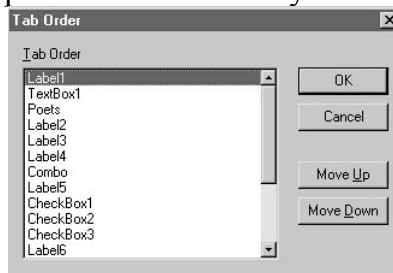 Tab Order
Tab Order
Label1
TextBox1
Poets
Label2
Label3
Label4
Combo
Label5
CheckBox1
CheckBox2
CheckBox3
Label6
OK
Cancel
Move Up
Move Down